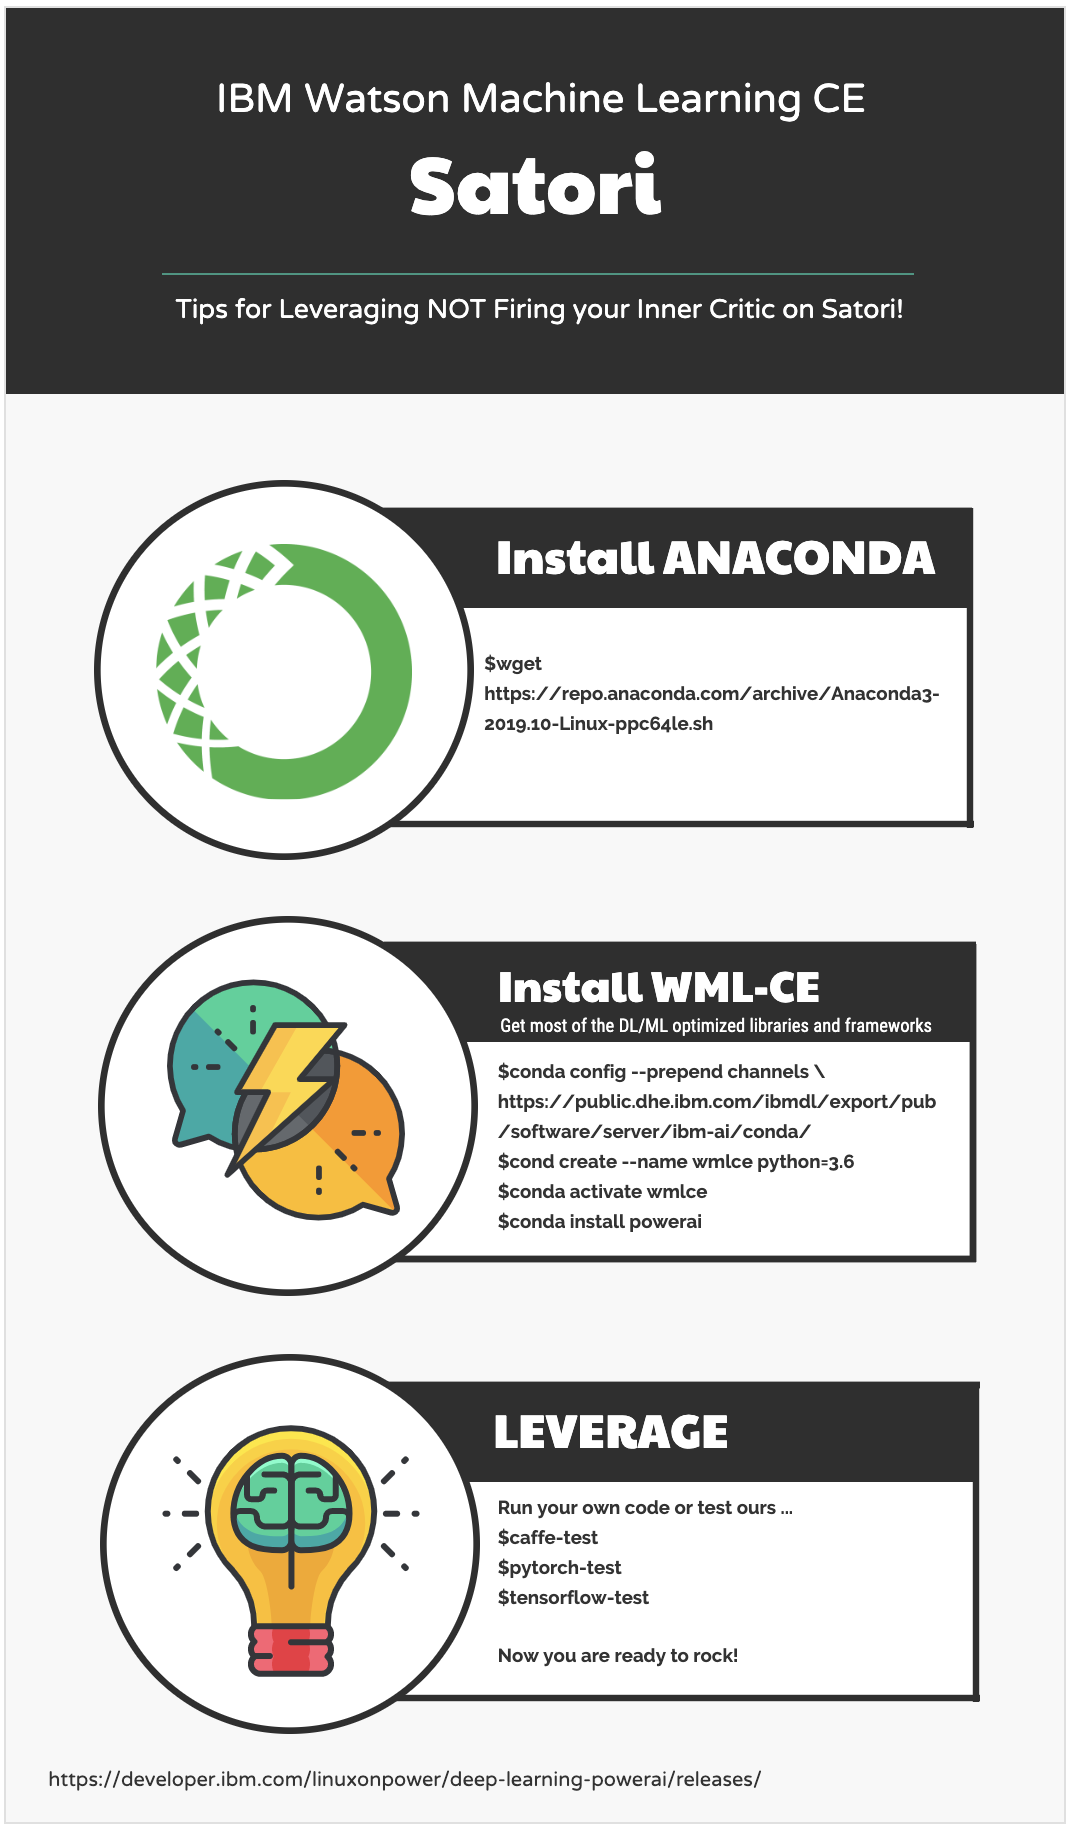 IBM Watson Machine Learning CE
Satori
Tips for Leveraging NOT Firing your Inner Critic on Satori!
Install ANACONDA
$wget
https://repo.anaconda.com/archive/Anaconda3-
2019.10-Linux-ppc64le.sh
Install WML-CE
Get most of the DL/ML optimized libraries and frameworks
$conda config --prepend channels \
https://public.dhe.ibm.com/ibmdl/export/pub
/software/server/ibm-ai/conda/
$cond create --name wmlce python=3.6
$conda activate wmlce
$conda install powerai
LEVERAGE
Run your own code or test ours ...
$caffe-test
$pytorch-test
$tensorflow-test
Now you are ready to rock!
https://developer.ibm.com/linuxonpower/deep-learning-powerai/releases/